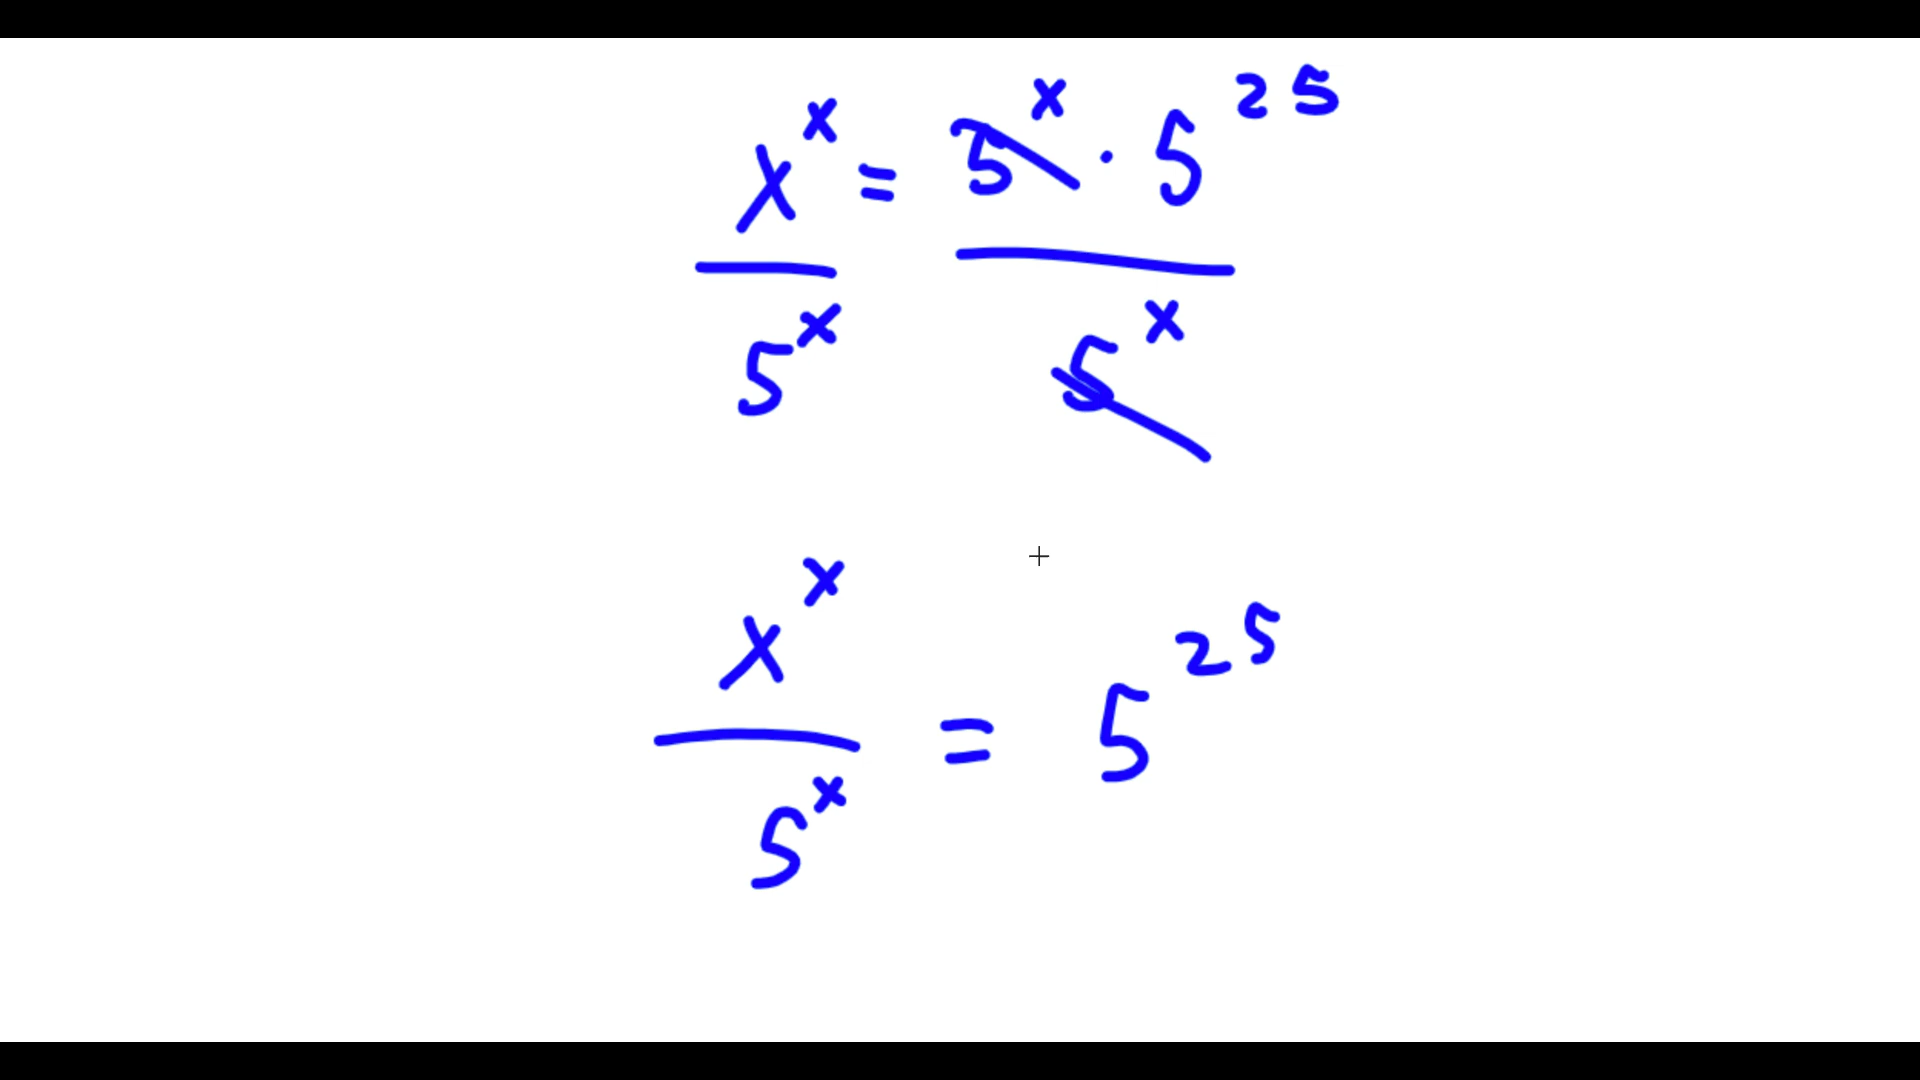 x^x = 5^x · 5^25
5^x 5^x
x^x
= 5^25
5^x